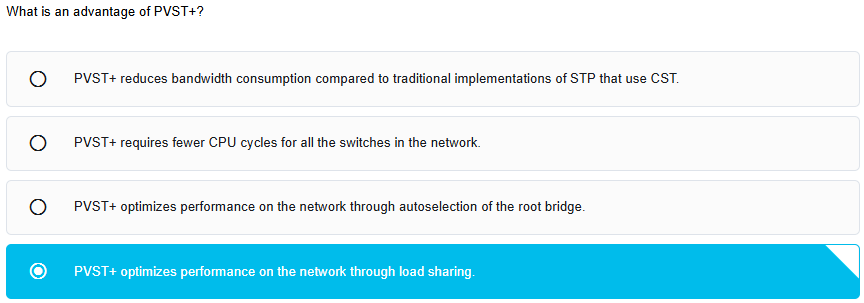 What is an advantage of PVST+?
PVST+ reduces bandwidth consumption compared to traditional implementations of STP that use CST.
PVST+ requires fewer CPU cycles for all the switches in the network.
PVST+ optimizes performance on the network through autoselection of the root bridge.
PVST+ optimizes performance on the network through load sharing.